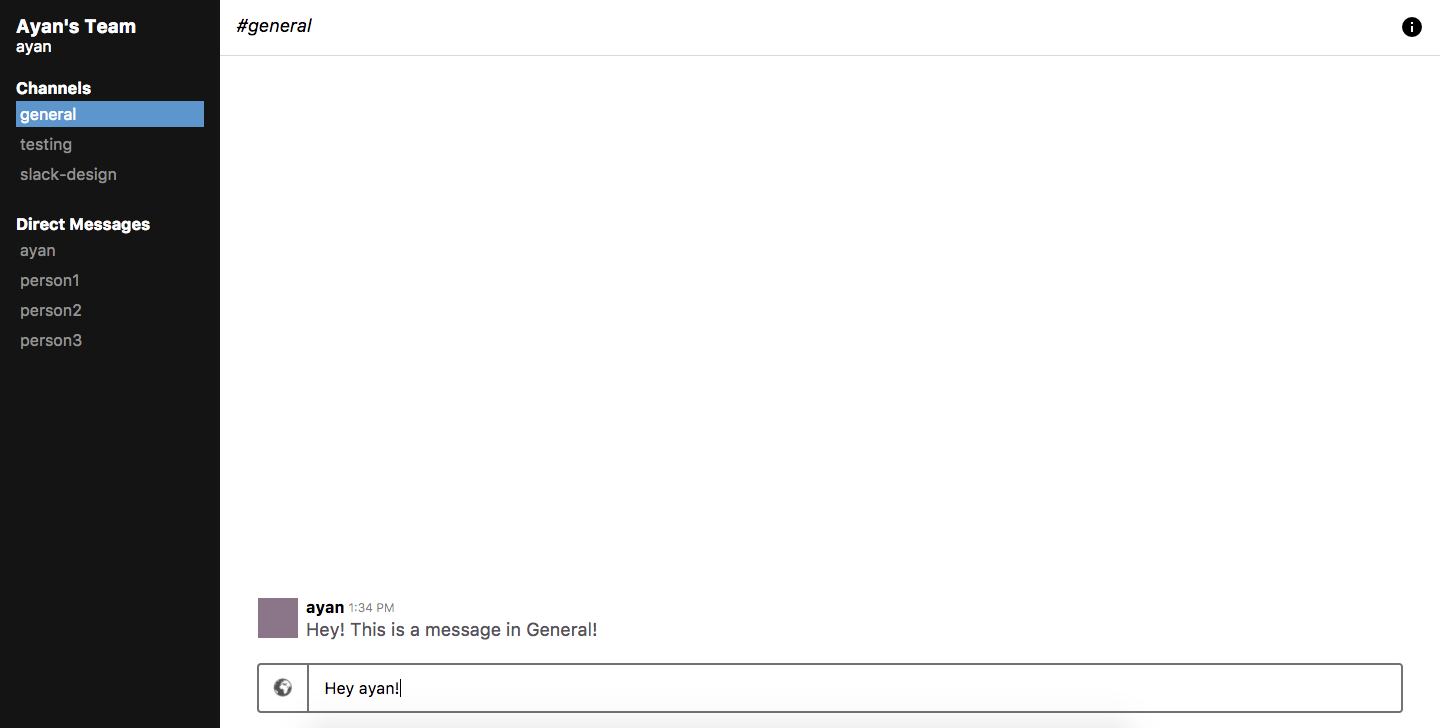 Ayan's Team
ayan
Channels
general
testing
slack-design
Direct Messages
ayan
person1
person2
person3
#general
ayan 1:34 PM
Hey! This is a message in General!
Hey ayan!